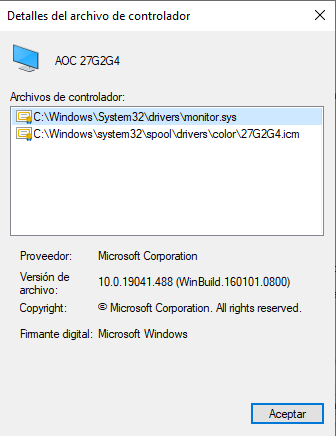 Detalles del archivo de controlador
AOC 27G2G4
Archivos de controlador:
C:\Windows\System32\drivers\monitor.sys
C:\Windows\system32\spool\drivers\color\27G2G4.icm
Proveedor: Microsoft Corporation
Versión de archivo: 10.0.19041.488 (WinBuild.160101.0800)
Copyright: © Microsoft Corporation. All rights reserved.
Firmante digital: Microsoft Windows
Aceptar